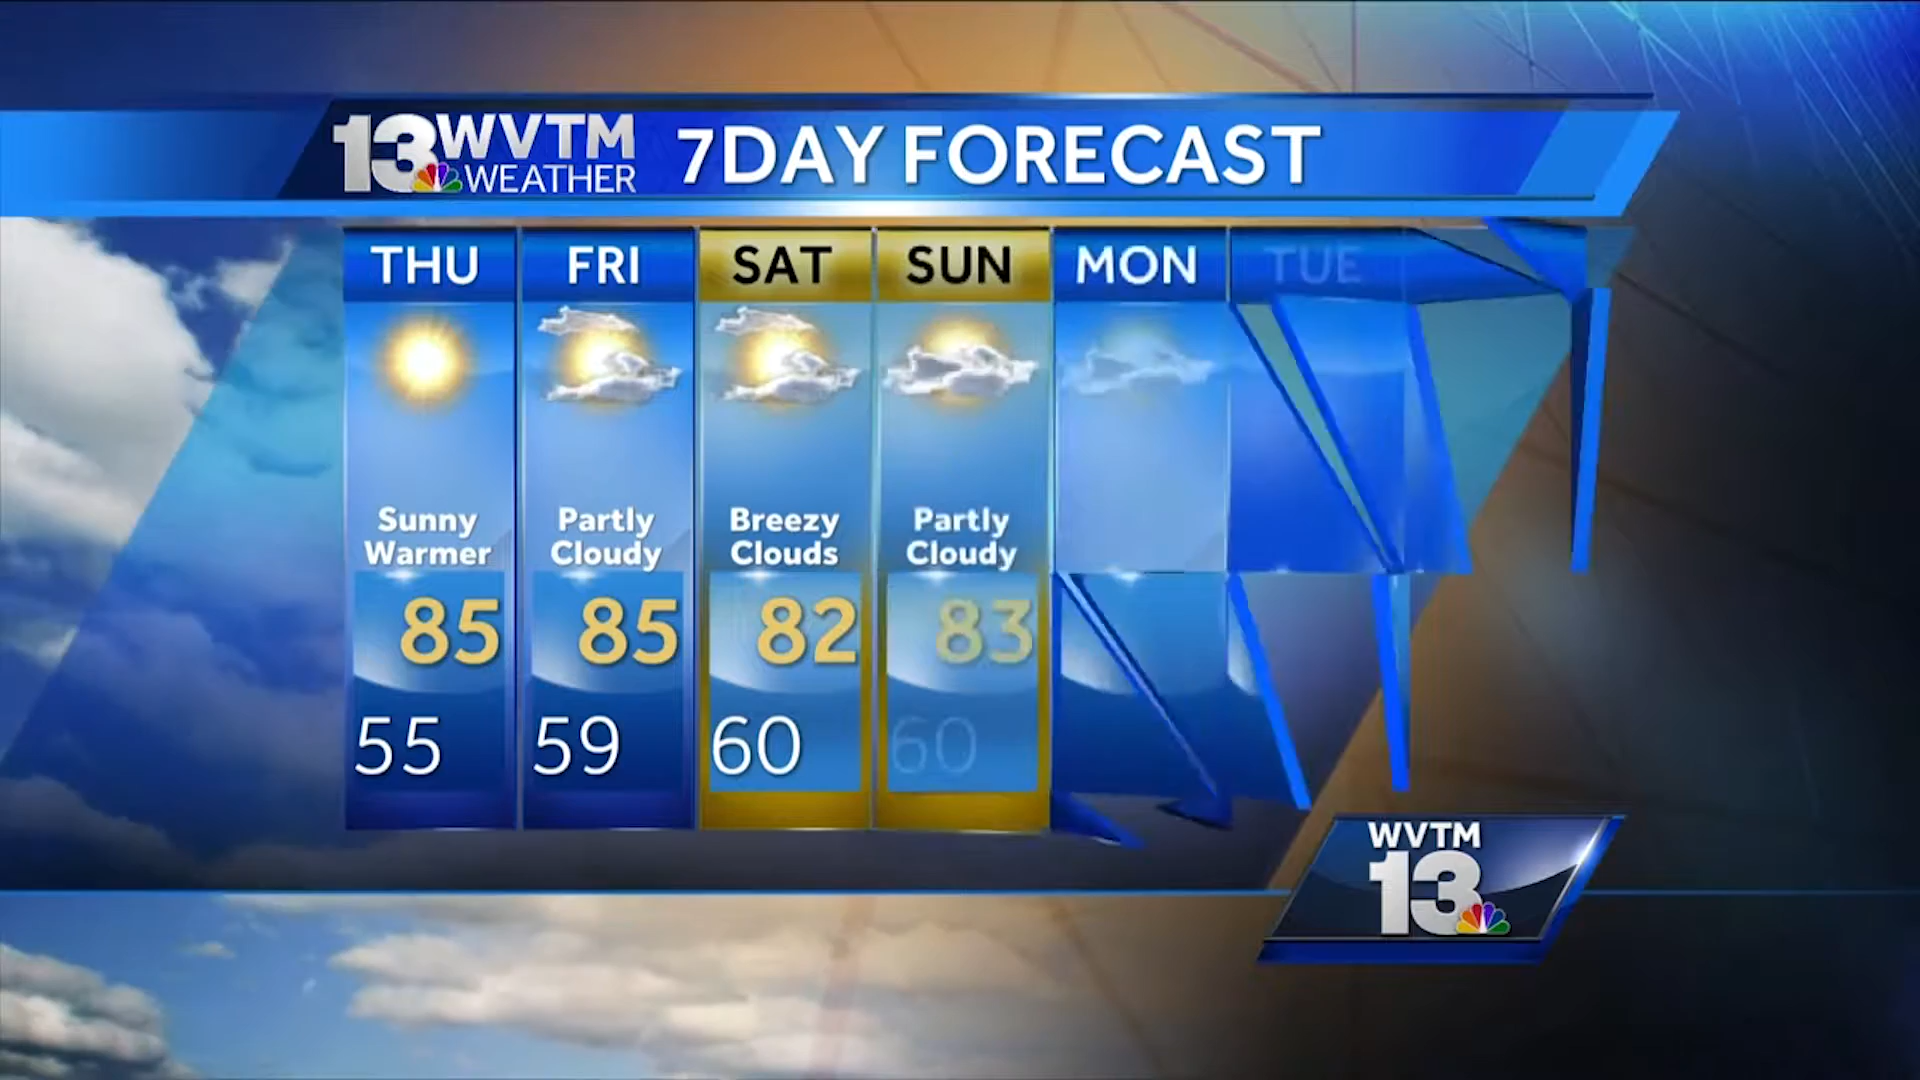 13 WVTM
WEATHER
7DAY FORECAST
THU FRI SAT SUN MON TUE
Sunny
Warmer
Partly
Cloudy
Breezy
Clouds
Partly
Cloudy
85 85 82 83
55 59 60 60
WVTM
13